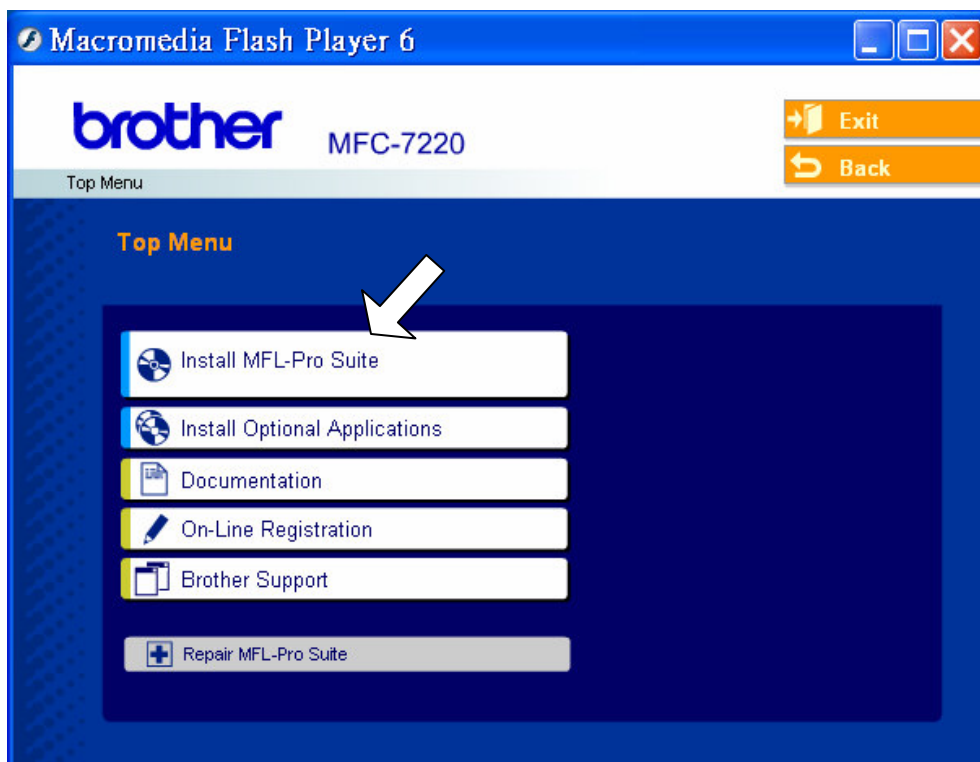 Macromedia Flash Player 6
brother
MFC-7220
Exit
Back
Top Menu
Top Menu
Install MFL-Pro Suite
Install Optional Applications
Documentation
On-Line Registration
Brother Support
Repair MFL-Pro Suite